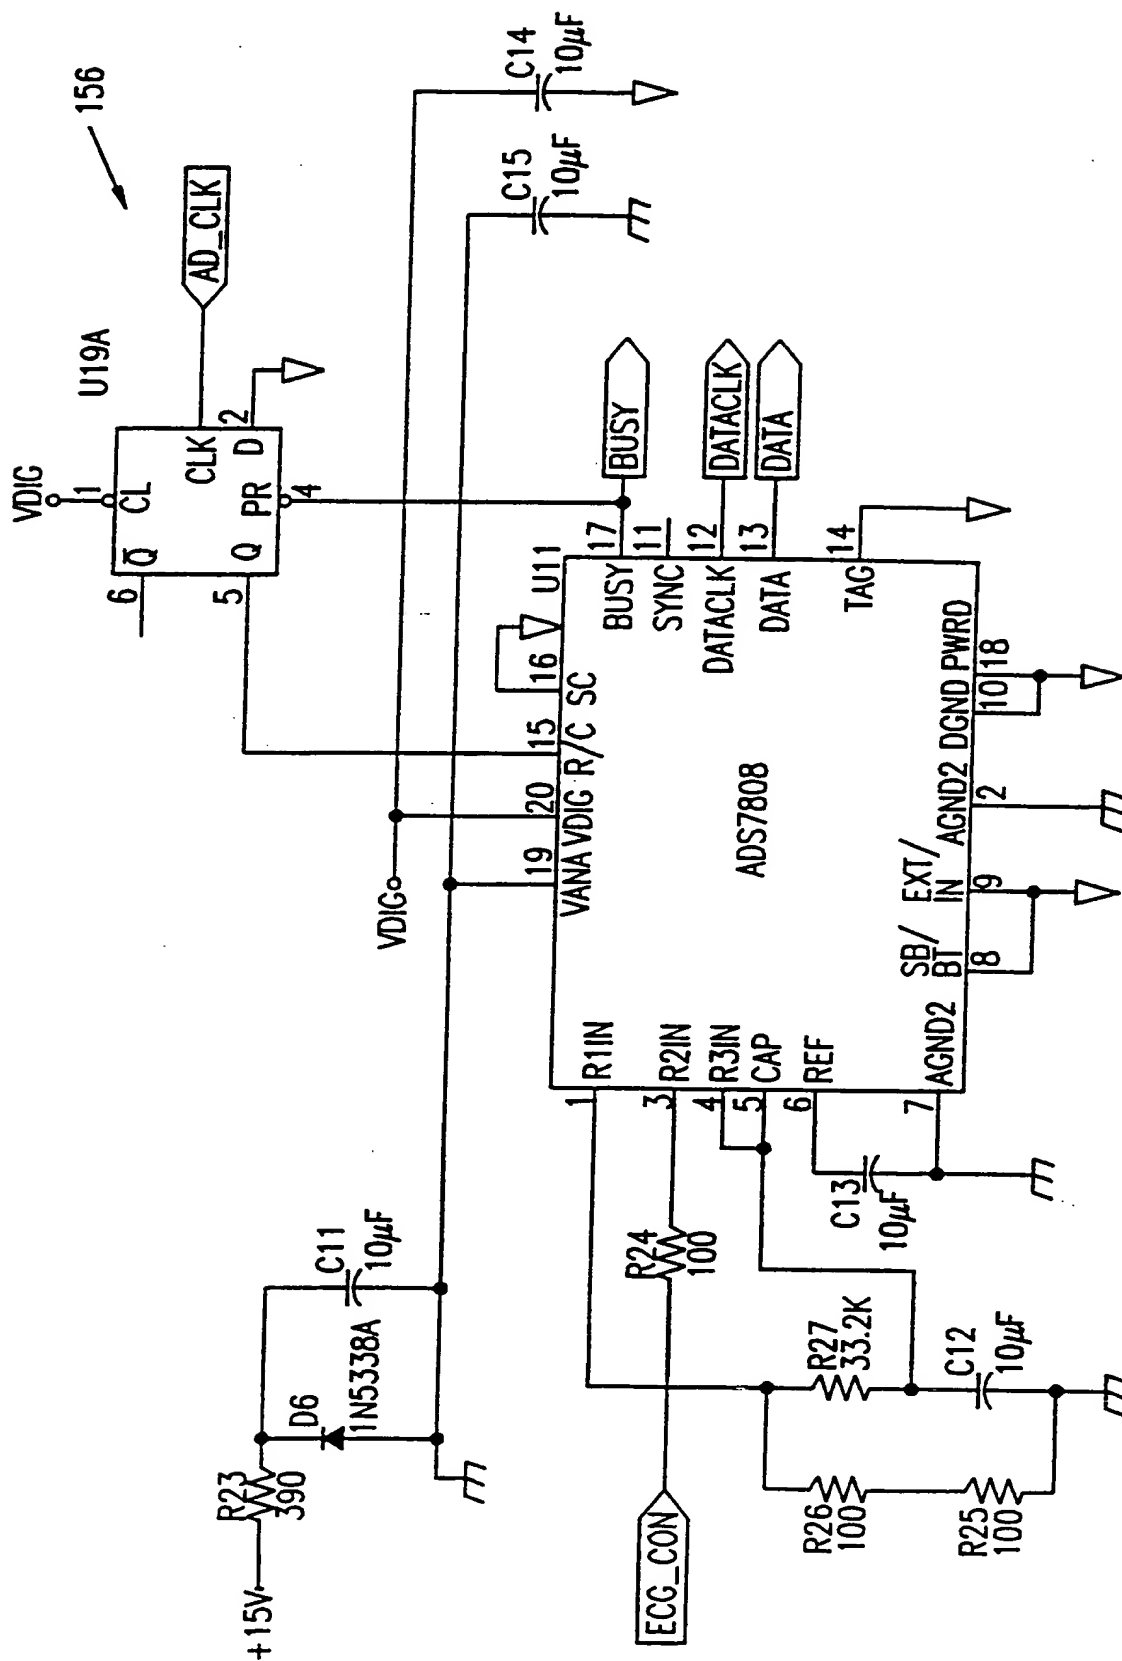 156
AD_CLK
U19A
VDIG
1
CL
CLK
2
D
Q
6
Q
5
PR
4
C14
10µF
C15
10µF
+15V
R23
390
D6
1N5338A
C11
10µF
VDIG
19
VANA
20
VDIG
15
R/C
16
SC
U11
17
BUSY
BUSY
11
SYNC
12
DATACLK
DATACLK
13
DATA
DATA
14
TAG
ADS7808
R1IN
1
R2IN
3
R3IN
4
CAP
5
REF
6
AGND2
7
SB/
BT
8
EXT/
IN
9
AGND2
2
DGND
10
PWRD
18
ECG_CON
R24
100
C13
10µF
R27
33.2K
C12
10µF
R26
100
R25
100